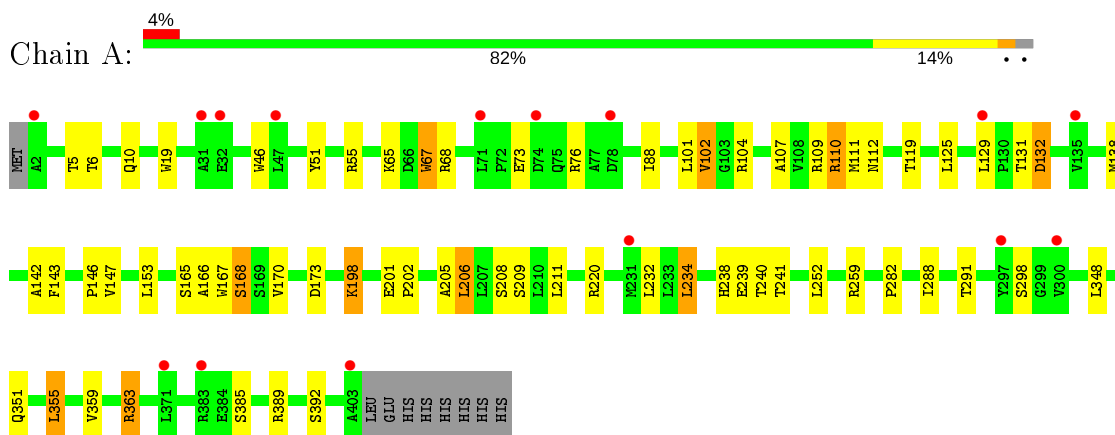 4%
Chain A:
82% 14% • •
MET A2 T5 T6 Q10 W19 A31 E32 W46 L47 Y51 R55 K65 D66 W67 R68 L71 P72 E73 D74 Q75 R76 A77 D78 I88 L101 V102 G103 R104 A107 V108 R109 R110 M111 N112 T119 L125 L129 P130 T131 D132 V135 M138
A142 F143 P146 V147 L153 S165 A166 W167 S168 S169 V170 D173 K198 E201 P202 A205 L206 L207 S208 S209 L210 L211 R220 M231 L232 L233 L234 H238 E239 T240 T241 L252 R259 P282 I288 T291 Y297 S298 G299 V300 L348
Q351 L355 V359 R363 L371 R383 E384 S385 R389 S392 A403 LEU GLU HIS HIS HIS HIS HIS HIS